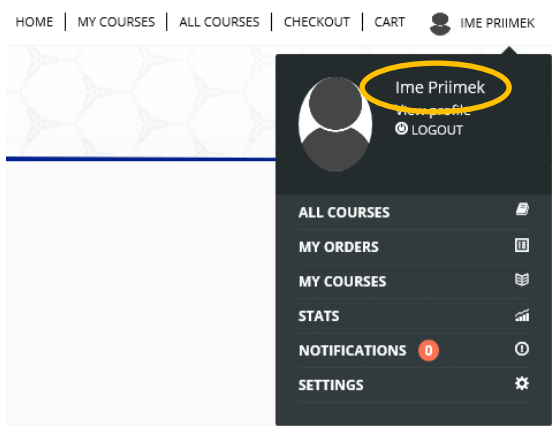 HOME | MY COURSES | ALL COURSES | CHECKOUT | CART IME PRIIMEK
Ime Priimek
View profile
LOGOUT
ALL COURSES
MY ORDERS
MY COURSES
STATS
NOTIFICATIONS 0
SETTINGS